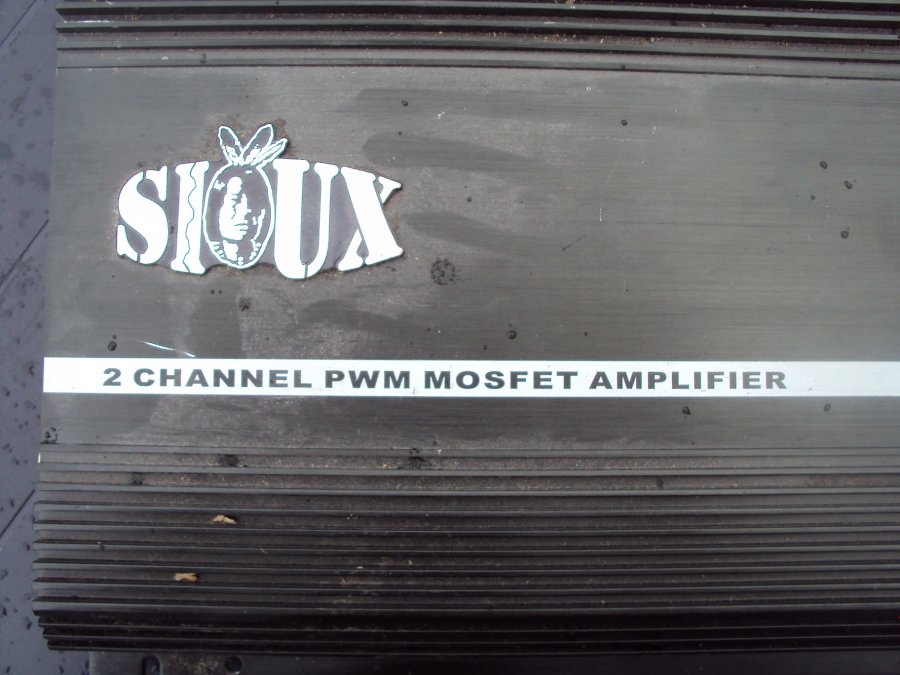 SIOUX
2 CHANNEL PWM MOSFET AMPLIFIER